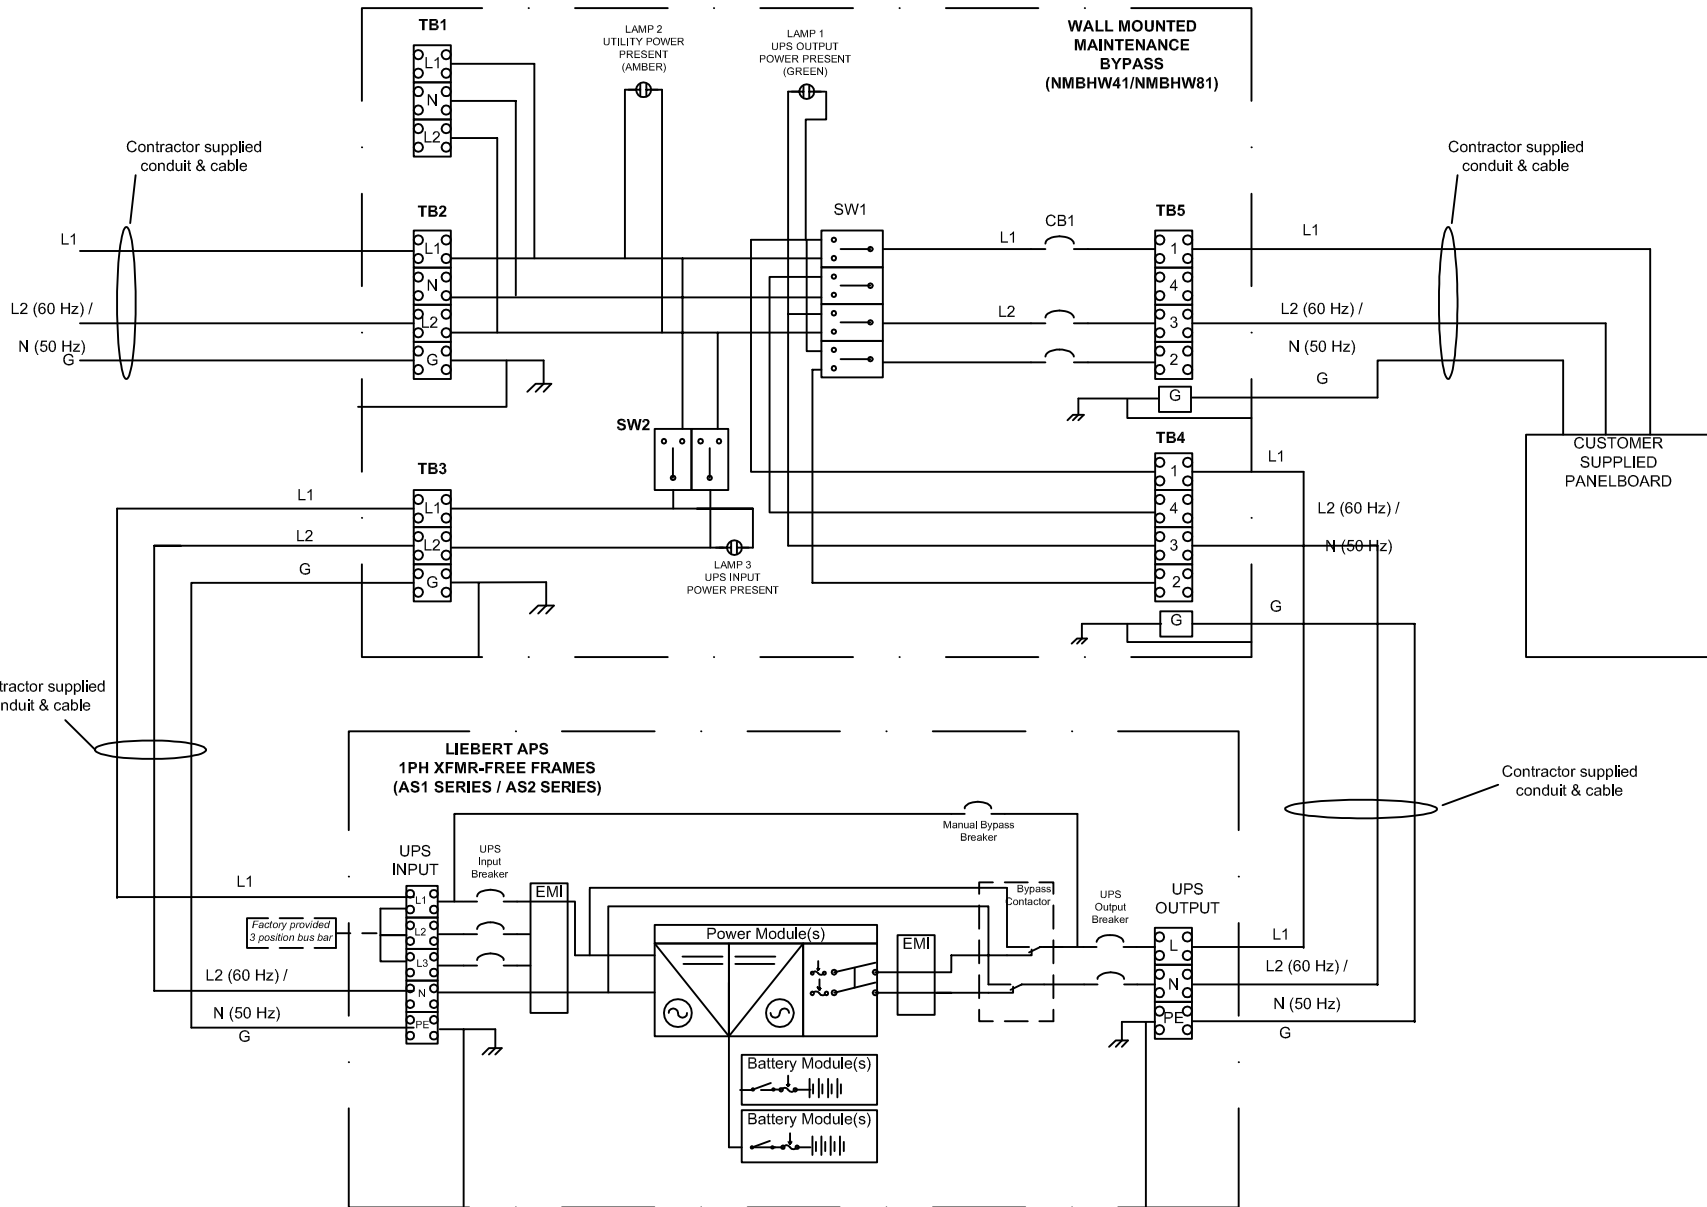 TB1
L1
N
L2
LAMP 2
UTILITY POWER
PRESENT
(AMBER)
LAMP 1
UPS OUTPUT
POWER PRESENT
(GREEN)
WALL MOUNTED
MAINTENANCE
BYPASS
(NMBHW41/NMBHW81)
Contractor supplied
conduit & cable
Contractor supplied
conduit & cable
L1
L2 (60 Hz) /
N (50 Hz)
G
TB2
L1
N
L2
G
SW1
L1
CB1
L2
TB5
1
4
3
2
G
L1
L2 (60 Hz) /
N (50 Hz)
G
SW2
TB3
L1
L2
G
L1
L2
G
LAMP 3
UPS INPUT
POWER PRESENT
TB4
1
4
3
2
G
L1
L2 (60 Hz) /
N (50 Hz)
G
CUSTOMER
SUPPLIED
PANELBOARD
tractor supplied
nduit & cable
LIEBERT APS
1PH XFMR-FREE FRAMES
(AS1 SERIES / AS2 SERIES)
Contractor supplied
conduit & cable
Manual Bypass
Breaker
UPS
INPUT
UPS
Input
Breaker
EMI
L1
L1
L2
L3
N
PE
Factory provided
3 position bus bar
L2 (60 Hz) /
N (50 Hz)
G
Power Module(s)
EMI
Bypass
Contactor
UPS
Output
Breaker
UPS
OUTPUT
L
N
PE
L1
L2 (60 Hz) /
N (50 Hz)
G
Battery Module(s)
Battery Module(s)